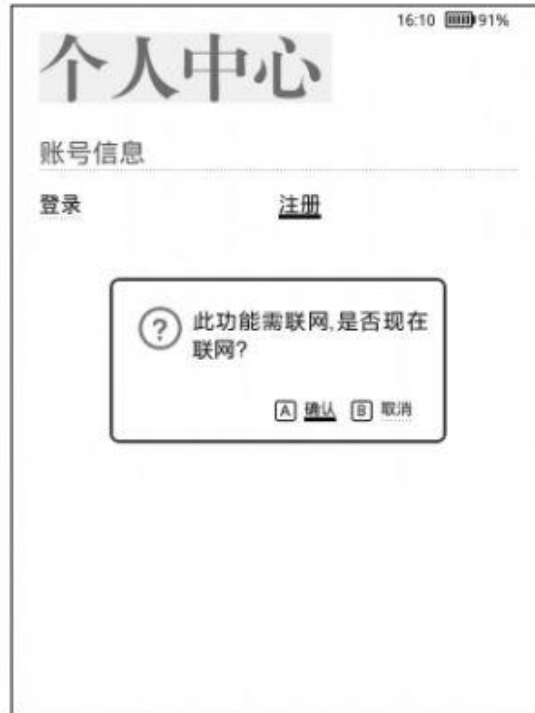 16:10 91%
个人中心
账号信息
登录 注册
? 此功能需联网,是否现在
联网?
A 确认 B 取消